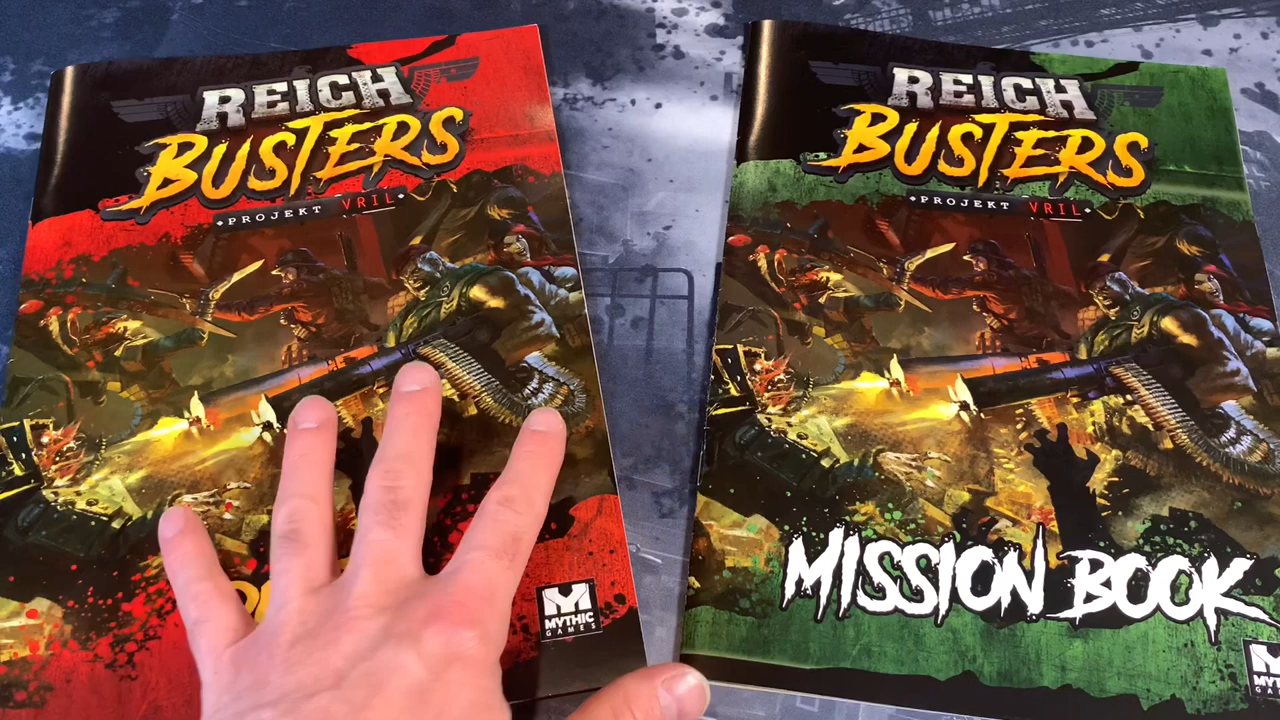 REICH
BUSTERS
PROJEKT VRIL
MYTHIC
GAMES
REICH
BUSTERS
PROJEKT VRIL
MISSION BOOK